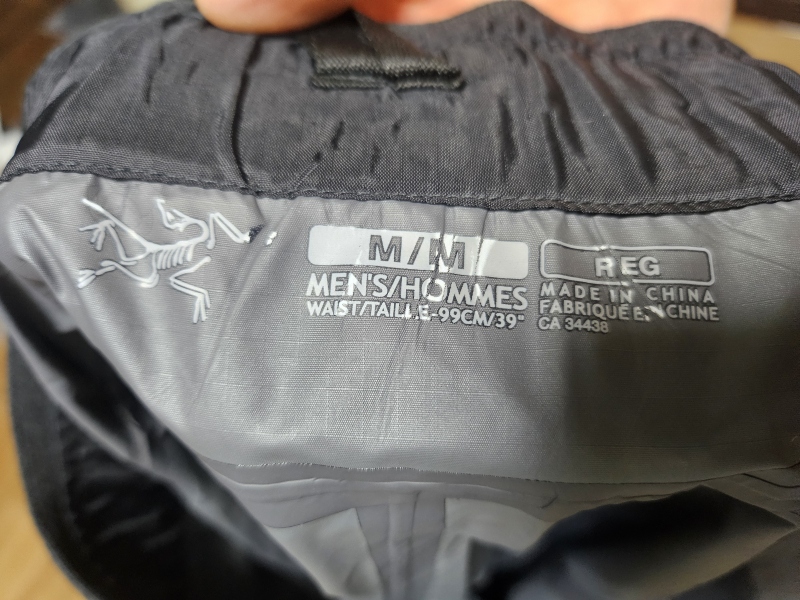 M/M
MEN'S/HOMMES
WAIST/TAILLE-99CM/39"
REG
MADE IN CHINA
FABRIQUÉ EN CHINE
CA 34438